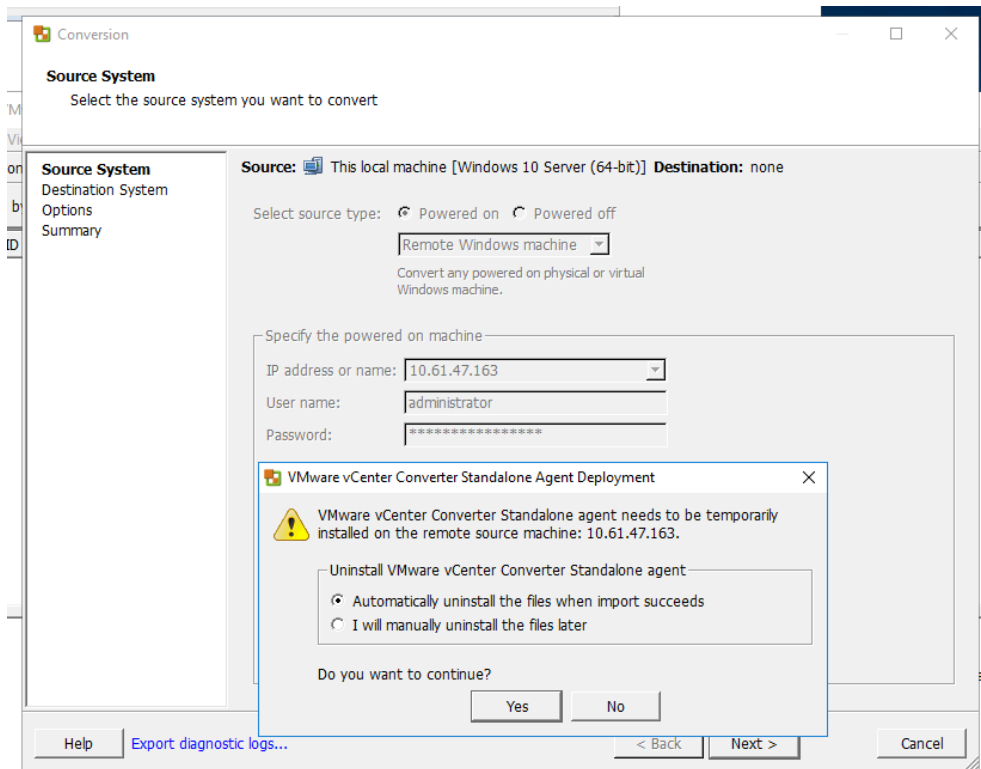 Conversion
Source System
Select the source system you want to convert
Source System
Destination System
Options
Summary
Source: This local machine [Windows 10 Server (64-bit)] Destination: none
Select source type: Powered on Powered off
Remote Windows machine
Convert any powered on physical or virtual
Windows machine.
Specify the powered on machine
IP address or name: 10.61.47.163
User name: administrator
Password: ****************
VMware vCenter Converter Standalone Agent Deployment
VMware vCenter Converter Standalone agent needs to be temporarily
installed on the remote source machine: 10.61.47.163.
Uninstall VMware vCenter Converter Standalone agent
Automatically uninstall the files when import succeeds
I will manually uninstall the files later
Do you want to continue?
Yes No
Help Export diagnostic logs... < Back Next > Cancel